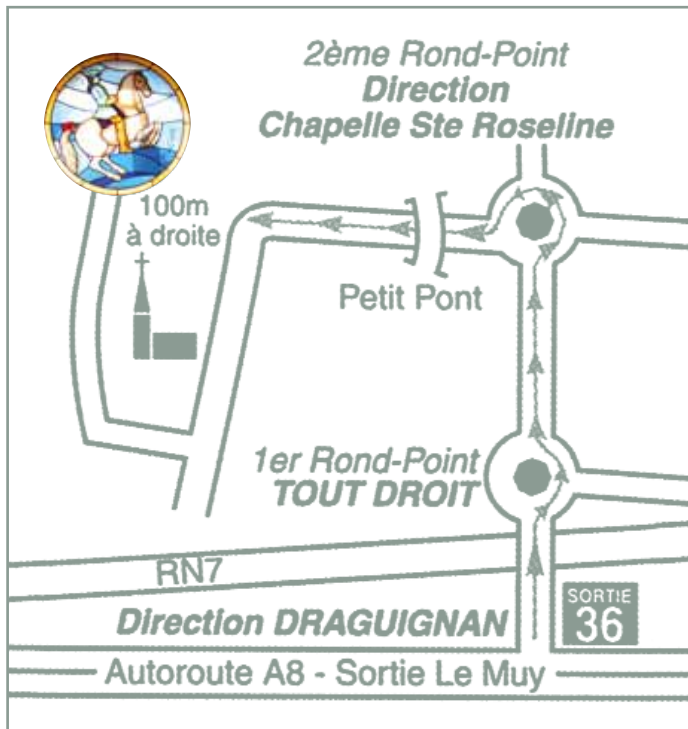 2ème Rond-Point
Direction
Chapelle Ste Roseline
100m
à droite
Petit Pont
1er Rond-Point
TOUT DROIT
RN7
Direction DRAGUIGNAN
SORTIE
36
Autoroute A8 - Sortie Le Muy